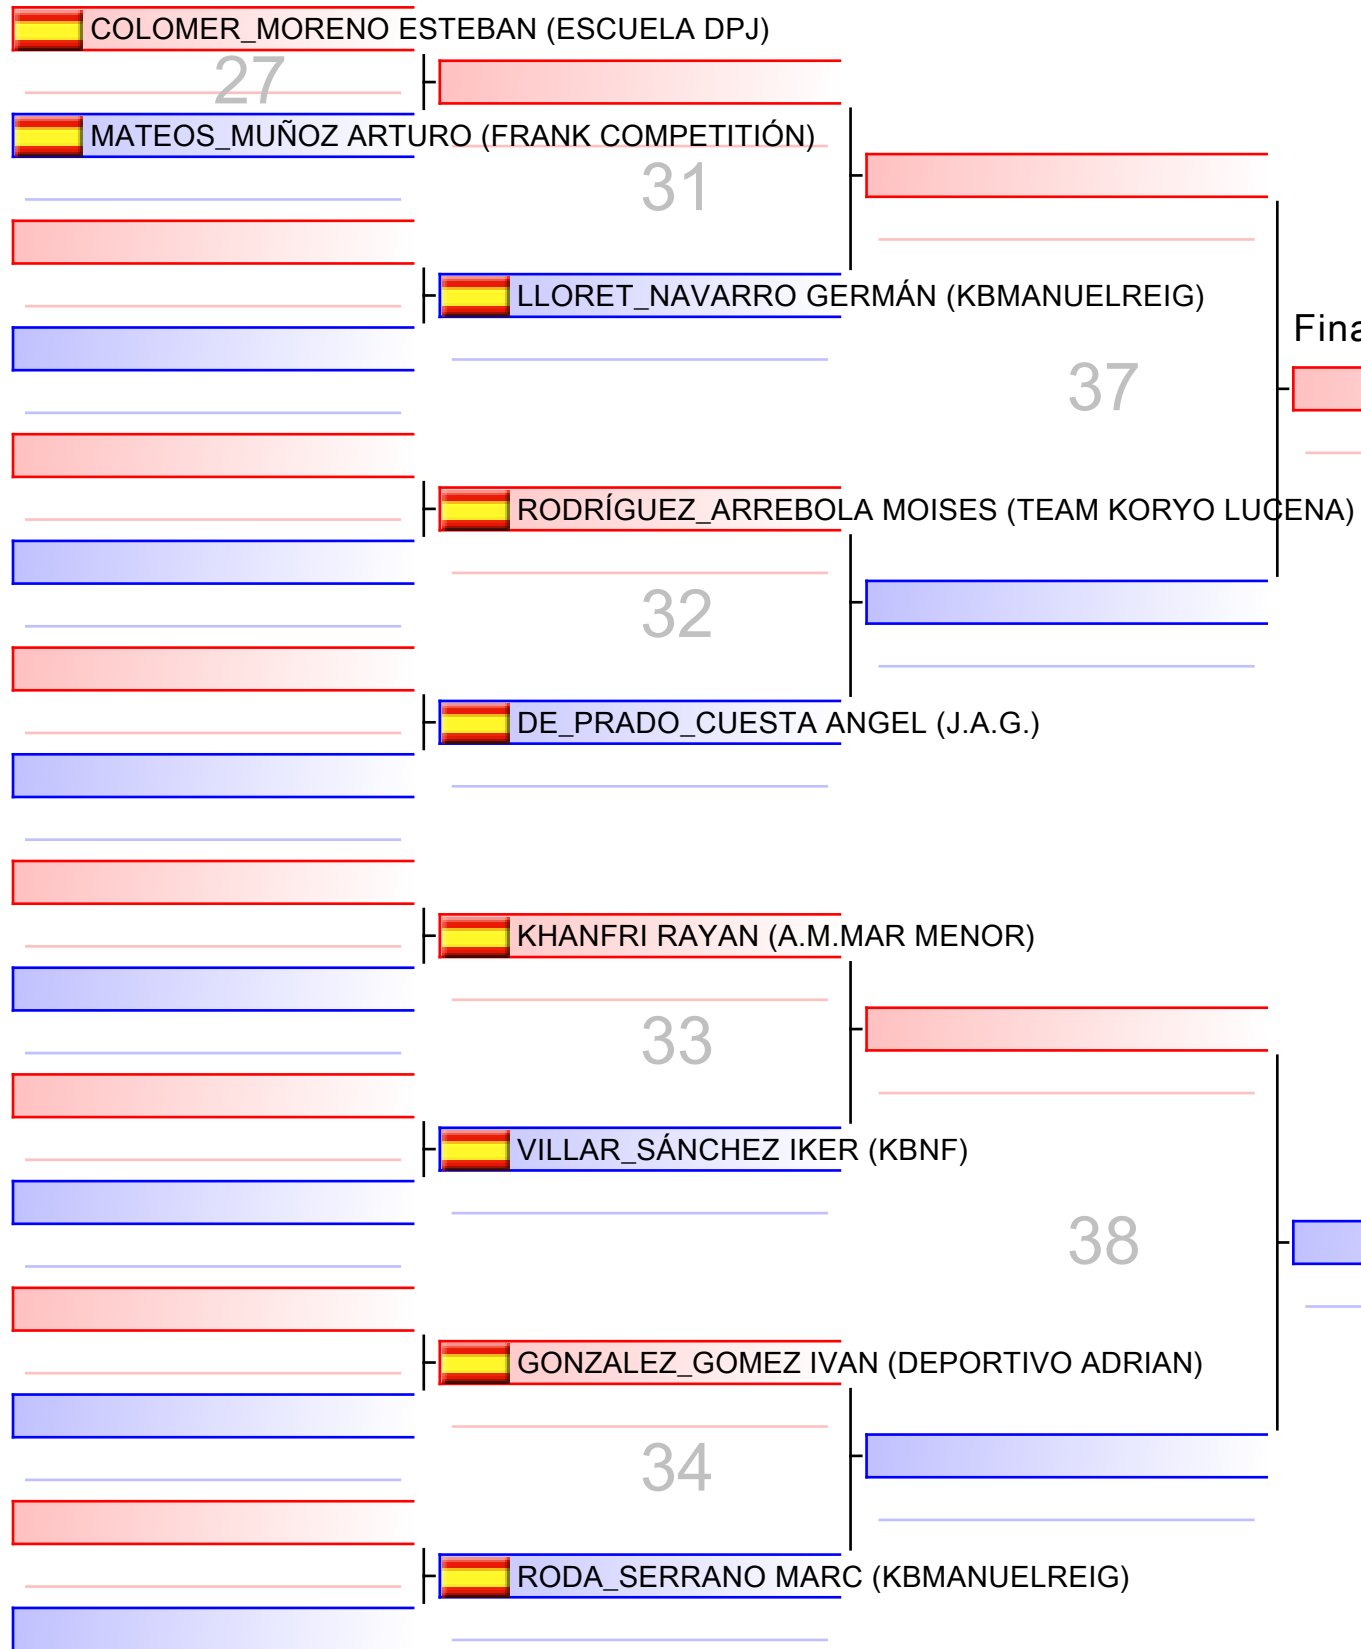 COLOMER_MORENO ESTEBAN (ESCUELA DPJ)
27
MATEOS_MUÑOZ ARTURO (FRANK COMPETITIÓN)
31
LLORET_NAVARRO GERMÁN (KBMANUELREIG)
Fina
37
RODRÍGUEZ_ARREBOLA MOISES (TEAM KORYO LUCENA)
32
DE_PRADO_CUESTA ANGEL (J.A.G.)
KHANFRI RAYAN (A.M.MAR MENOR)
33
VILLAR_SÁNCHEZ IKER (KBNF)
38
GONZALEZ_GOMEZ IVAN (DEPORTIVO ADRIAN)
34
RODA_SERRANO MARC (KBMANUELREIG)